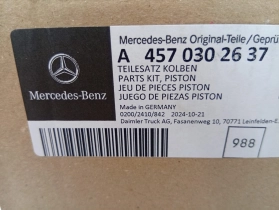 Mercedes-Benz Original-Teile/Geprü
A 457 030 26 37
TEILESATZ KOLBEN
PARTS KIT, PISTON
JEU DE PIECES PISTON
JUEGO DE PIEZAS PISTON
Made in GERMANY
0200/2410/842 2024-10-21
Daimler Truck AG, Fasanenweg 10, 70771 Leinfelden-E
Mercedes-Benz
988